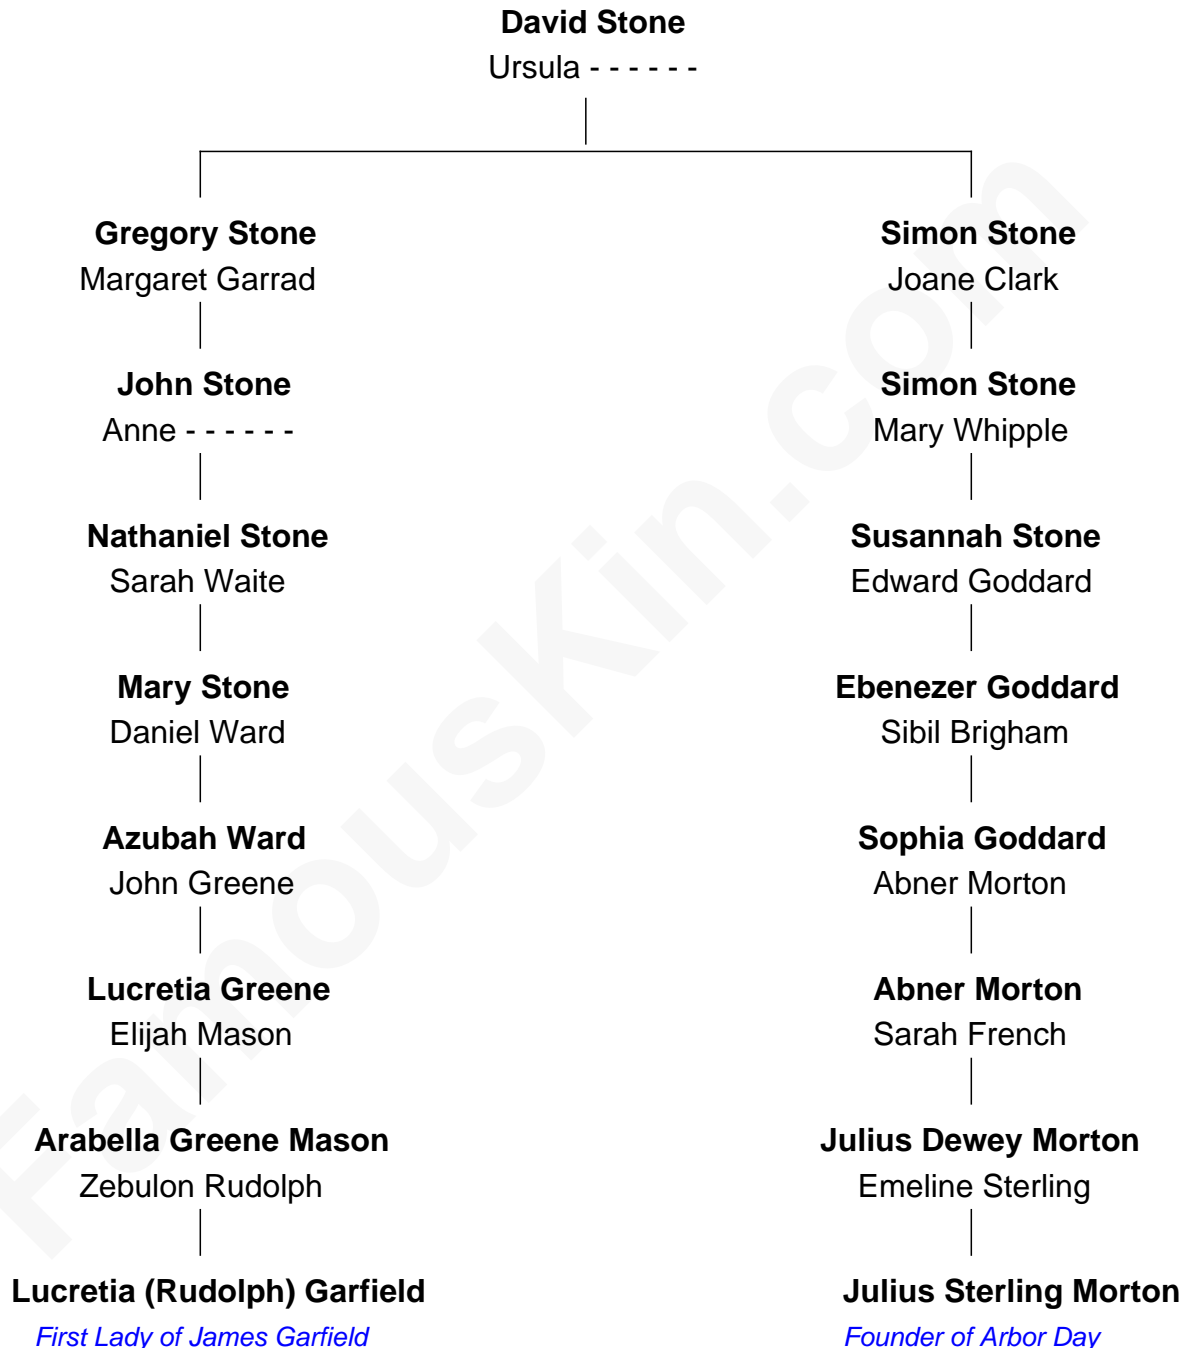 David Stone
Ursula - - - - - -
Gregory Stone
Margaret Garrad
Simon Stone
Joane Clark
John Stone
Anne - - - - - -
Simon Stone
Mary Whipple
Nathaniel Stone
Sarah Waite
Susannah Stone
Edward Goddard
Mary Stone
Daniel Ward
Ebenezer Goddard
Sibil Brigham
Azubah Ward
John Greene
Sophia Goddard
Abner Morton
Lucretia Greene
Elijah Mason
Abner Morton
Sarah French
Arabella Greene Mason
Zebulon Rudolph
Julius Dewey Morton
Emeline Sterling
Lucretia (Rudolph) Garfield
First Lady of James Garfield
Julius Sterling Morton
Founder of Arbor Day
FamousKin.com